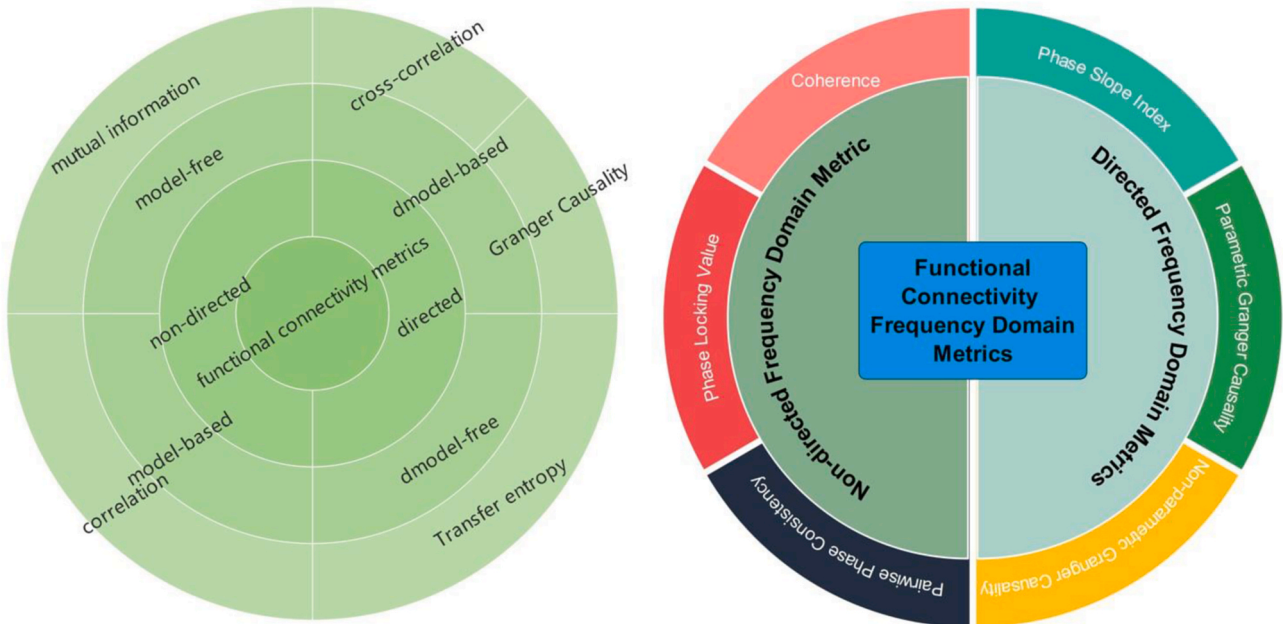 mutual information
cross-correlation
model-free
dmodel-based
Granger Causality
non-directed
functional connectivity metrics
directed
model-based
correlation
dmodel-free
Transfer entropy
Coherence
Phase Slope Index
Non-directed Frequency Domain Metric
Directed Frequency Domain Metrics
Phase Locking Value
Parametric Granger Causality
Functional
Connectivity
Frequency Domain
Metrics
Pairwise Phase Consistency
Non-parametric Granger Causality